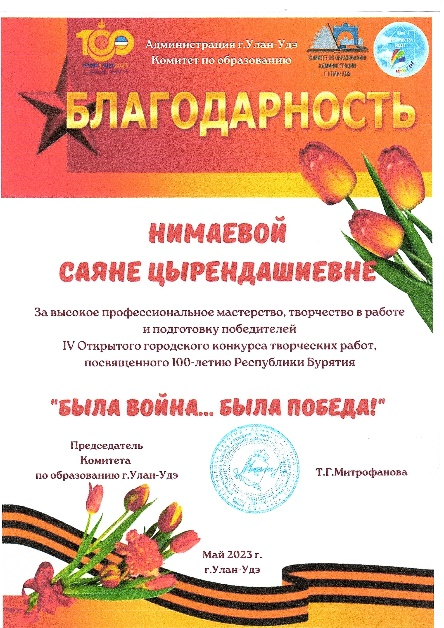 100
Администрация г.Улан-Удэ
Комитет по образованию
БЛАГОДАРНОСТЬ
НИМАЕВОЙ
САЯНЕ ЦЫРЕНДАШИЕВНЕ
За высокое профессиональное мастерство, творчество в работе
и подготовку победителей
IV Открытого городского конкурса творческих работ,
посвященного 100-летию Республики Бурятия
"БЫЛА ВОЙНА... БЫЛА ПОБЕДА!"
Председатель
Комитета
по образованию г.Улан-Удэ
Т.Г.Митрофанова
Май 2023 г.
г.Улан-Удэ